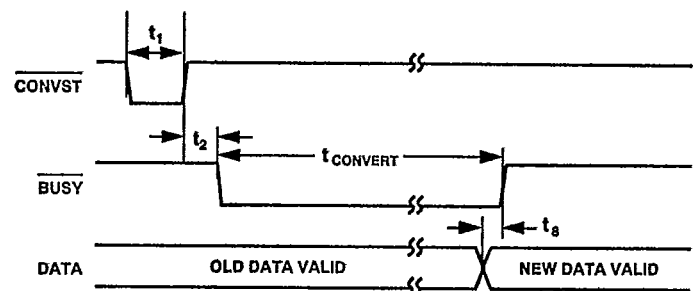 t1
CONVST
t2
tCONVERT
BUSY
t8
DATA
OLD DATA VALID
NEW DATA VALID